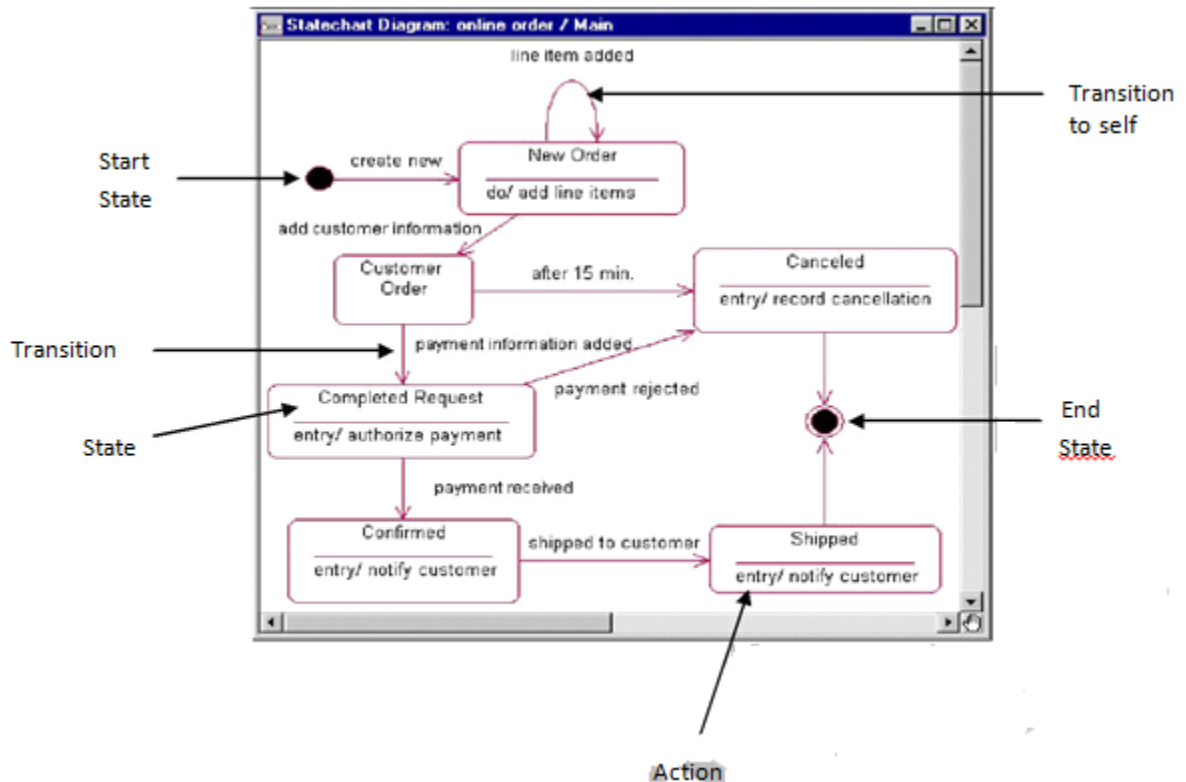 Statechart Diagram: online order / Main
line item added
Transition
to self
Start
State
create new
New Order
do/ add line items
add customer information
Customer
Order
after 15 min.
Canceled
entry/ record cancellation
Transition
payment information added
payment rejected
Completed Request
entry/ authorize payment
State
End
State
payment received
Confirmed
entry/ notify customer
shipped to customer
Shipped
entry/ notify customer
Action